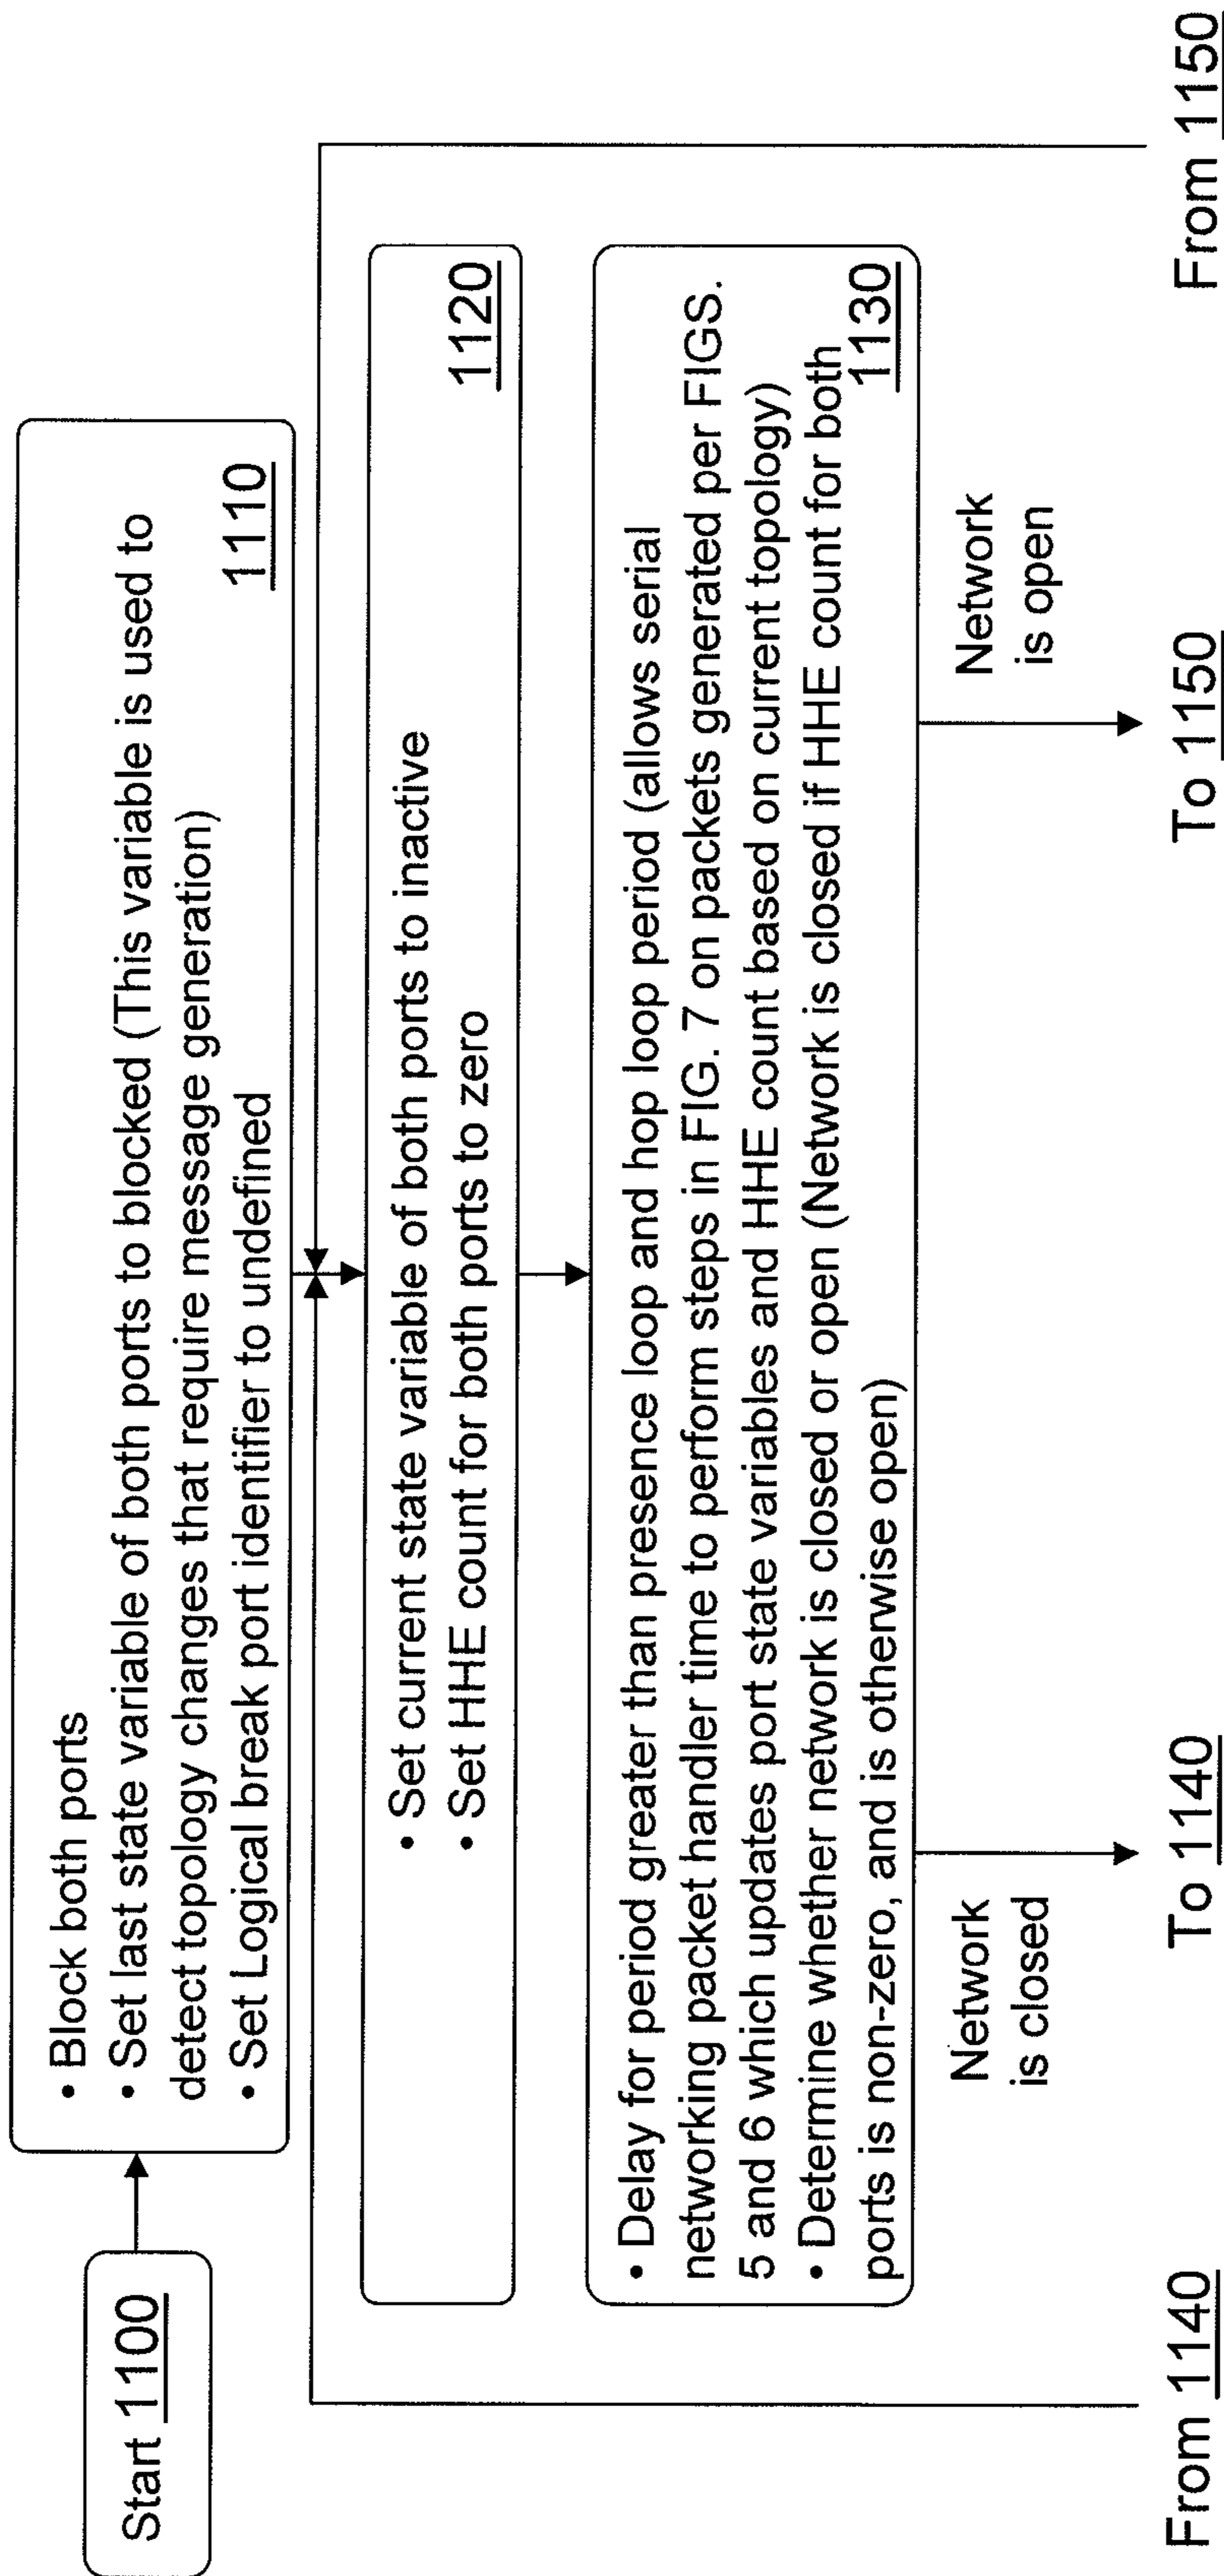 Start 1100
• Block both ports
• Set last state variable of both ports to blocked (This variable is used to
detect topology changes that require message generation)
• Set Logical break port identifier to undefined
1110
• Set current state variable of both ports to inactive
• Set HHE count for both ports to zero
1120
• Delay for period greater than presence loop and hop loop period (allows serial
networking packet handler time to perform steps in FIG. 7 on packets generated per FIGS.
5 and 6 which updates port state variables and HHE count based on current topology)
• Determine whether network is closed or open (Network is closed if HHE count for both
ports is non-zero, and is otherwise open)
1130
Network
is closed
Network
is open
From 1140
To 1140
To 1150
From 1150